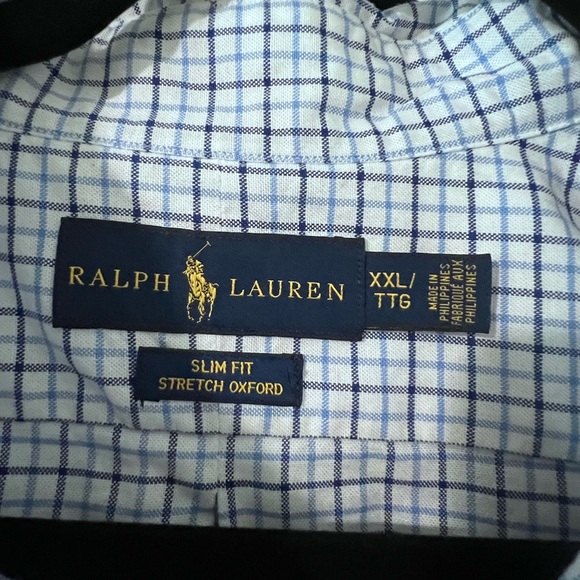 RALPH LAUREN
XXL/
TTG
MADE IN
PHILIPPINES
FABRIQUÉ AUX
PHILIPPINES
SLIM FIT
STRETCH OXFORD